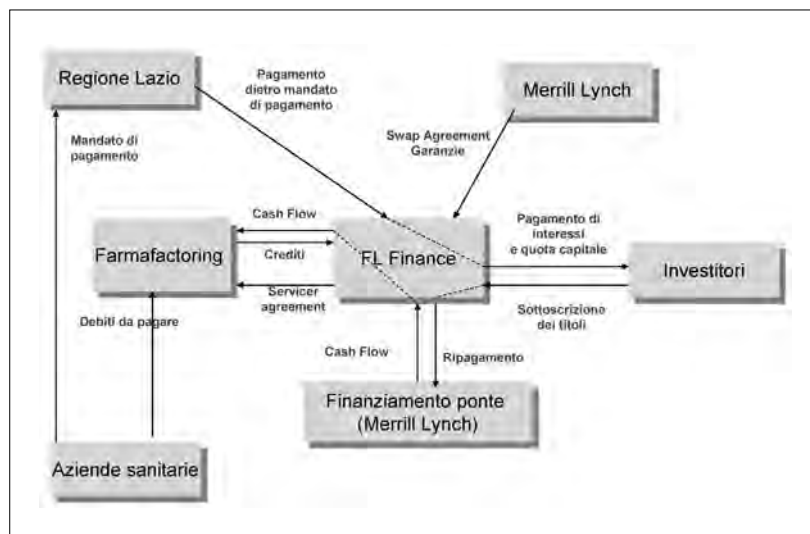 Regione Lazio
Pagamento
dietro mandato
di pagamento
Merrill Lynch
Mandato di
pagamento
Swap Agreement
Garanzie
Cash Flow
Farmafactoring
Crediti
FL Finance
Pagamento di
interessi
e quota capitale
Investitori
Servicer
agreement
Sottoscrizione
dei titoli
Debiti da pagare
Cash Flow
Ripagamento
Finanziamento ponte
(Merrill Lynch)
Aziende sanitarie